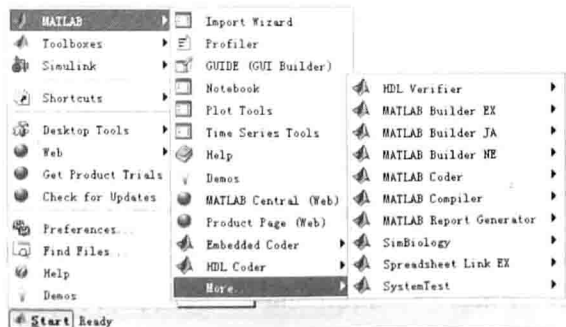 MATLAB
Toolboxes
Simulink
Shortcuts
Desktop Tools
Web
Get Product Trials
Check for Updates
Preferences...
Find Files...
Help
Demos
Start Ready
Import Wizard
Profiler
GUIDE (GUI Builder)
Notebook
Plot Tools
Time Series Tools
Help
Demos
MATLAB Central (Web)
Product Page (Web)
Embedded Coder
HDL Coder
More...
HDL Verifier
MATLAB Builder EX
MATLAB Builder JA
MATLAB Builder NE
MATLAB Coder
MATLAB Compiler
MATLAB Report Generator
SimBiology
Spreadsheet Link EX
SystemTest